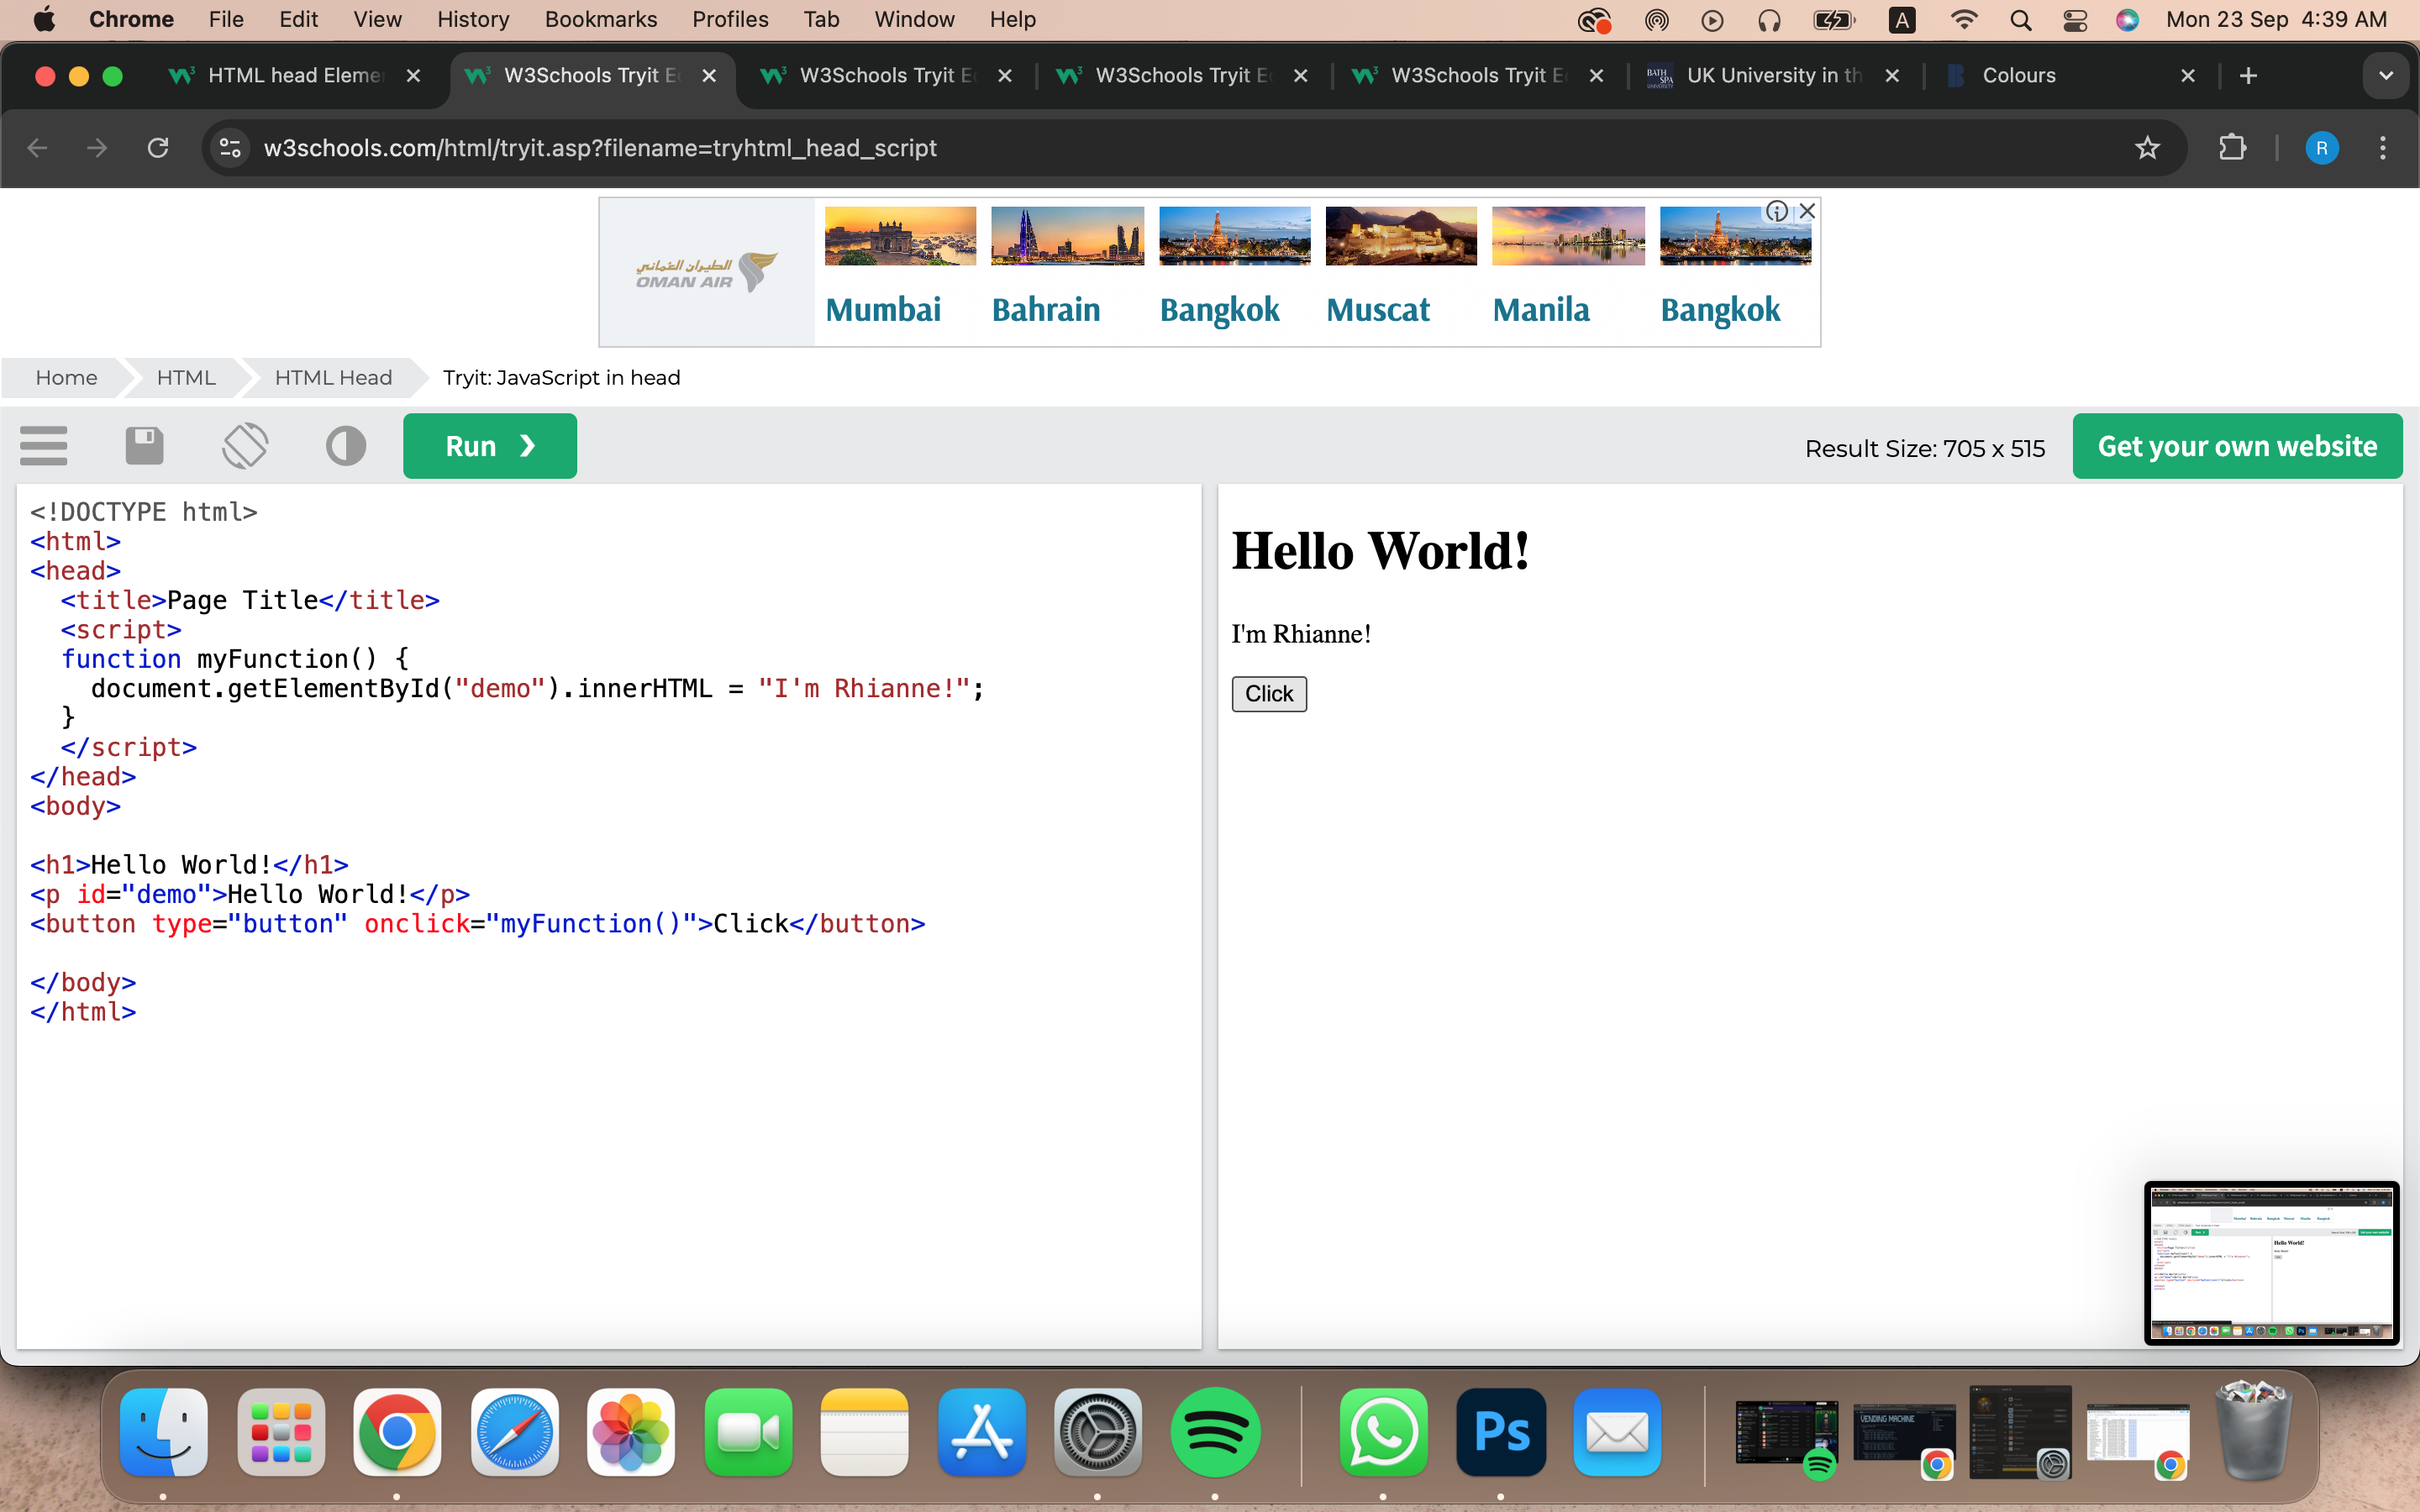 Chrome File Edit View History Bookmarks Profiles Tab Window Help A Mon 23 Sep 4:39 AM
HTML head Eleme W3Schools Tryit E W3Schools Tryit E W3Schools Tryit E W3Schools Tryit E BATH SPA UNIVERSITY UK University in th Colours
w3schools.com/html/tryit.asp?filename=tryhtml_head_script R
الطيران العُماني
OMAN AIR
Mumbai Bahrain Bangkok Muscat Manila Bangkok
Home HTML HTML Head Tryit: JavaScript in head
Run ❯ Result Size: 705 x 515 Get your own website
<!DOCTYPE html>
<html>
<head>
  <title>Page Title</title>
  <script>
  function myFunction() {
    document.getElementById("demo").innerHTML = "I'm Rhianne!";
  }
  </script>
</head>
<body>
<h1>Hello World!</h1>
<p id="demo">Hello World!</p>
<button type="button" onclick="myFunction()">Click</button>
</body>
</html>
Hello World!
I'm Rhianne!
Click
Ps
VENDING MACHINE